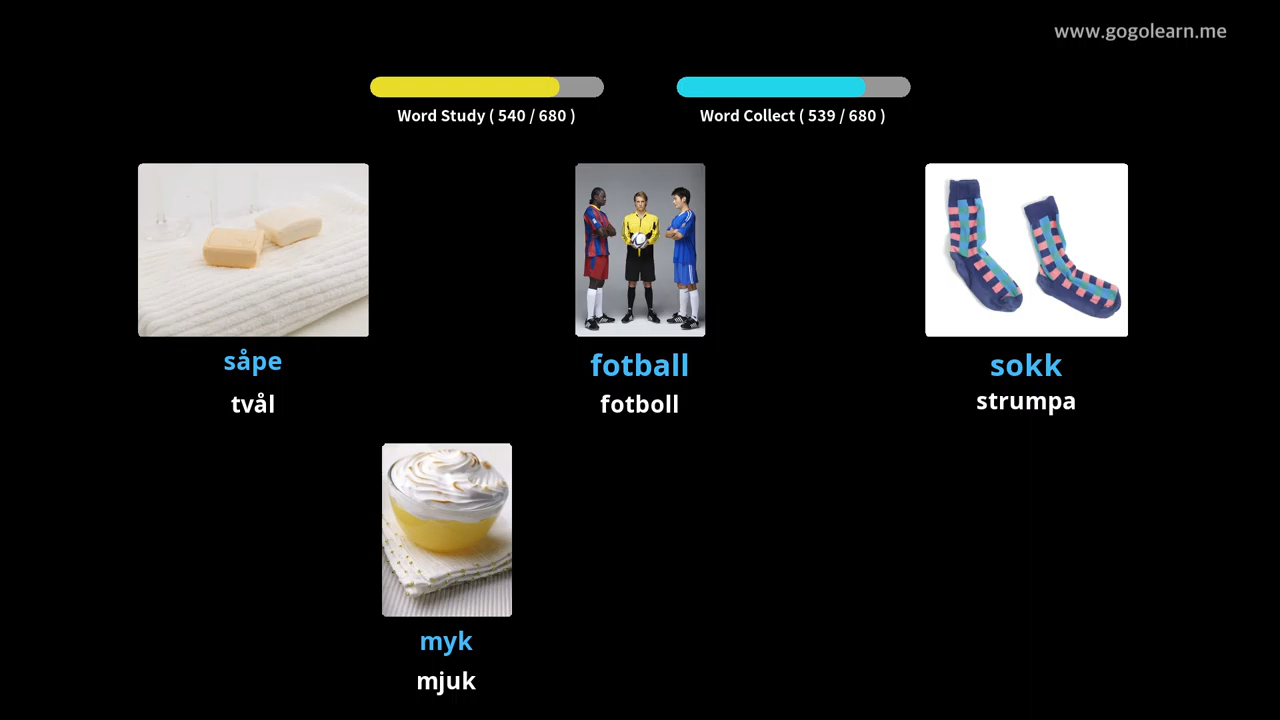 www.gogolearn.me
Word Study ( 540 / 680 )
Word Collect ( 539 / 680 )
såpe
tvål
fotball
fotboll
sokk
strumpa
myk
mjuk